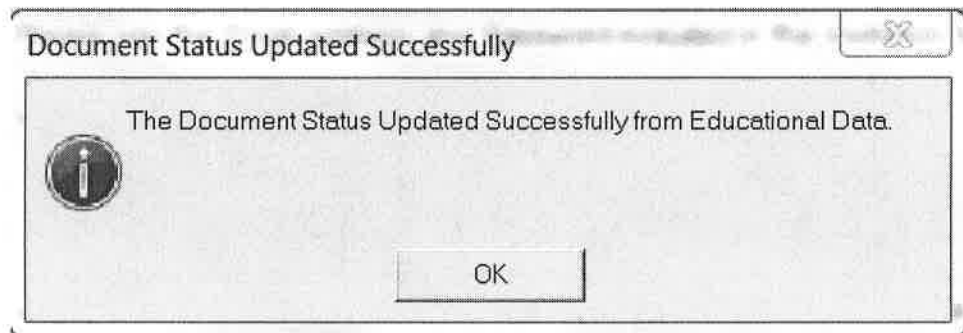 Document Status Updated Successfully
The Document Status Updated Successfully from Educational Data.
OK